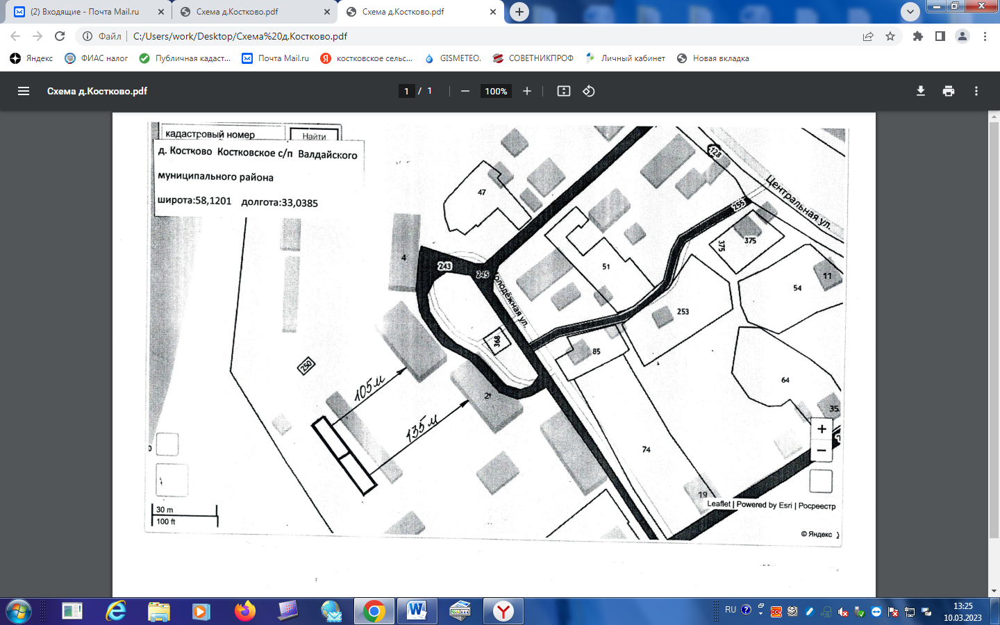 (2) Входящие - Почта Mail.ru
Схема д.Костково.pdf
Схема д.Костково.pdf
Файл
C:/Users/work/Desktop/Схема%20д.Костково.pdf
Яндекс
ФИАС налог
Публичная кадаст...
Почта Mail.ru
костковское сельс...
GISMETEO.
СОВЕТНИКПРОФ
Личный кабинет
Новая вкладка
Схема д.Костково.pdf
1 / 1
100%
кадастровый номер
Найти
д. Костково Костковское с/п Валдайского
муниципального района
широта:58,1201 долгота:33,0385
128
Центральная ул.
47
255
375
375
4
243
245
51
11
54
олодёжная ул.
253
368
85
250
105м
64
2
35
135м
74
19
30 m
100 ft
Leaflet | Powered by Esri | Росреестр
© Яндекс
RU
13:25
10.03.2023